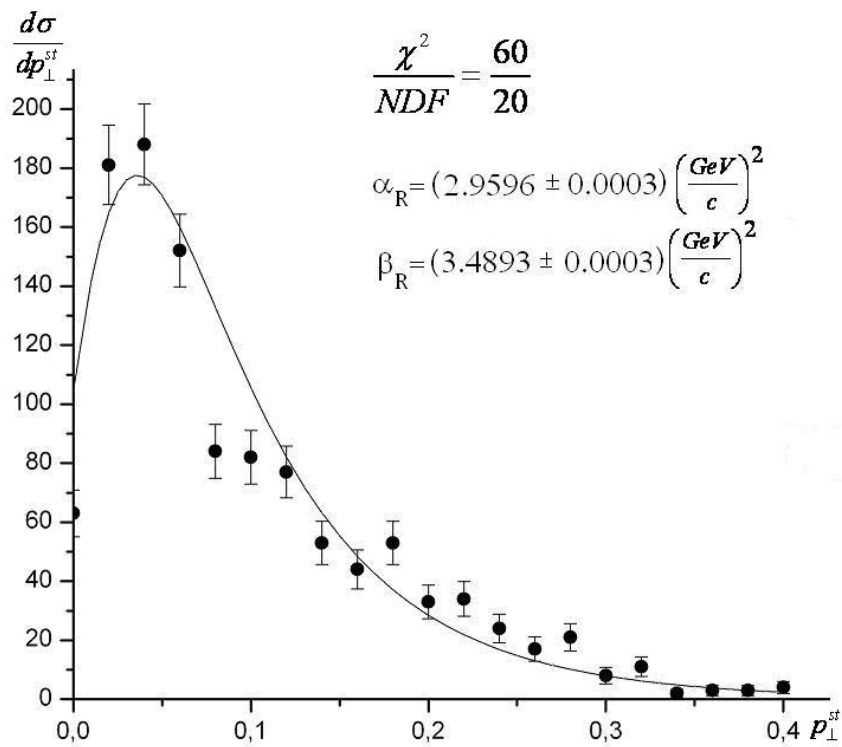 dσ/dp⊥^st
χ²/NDF = 60/20
α_R=(2.9596 ± 0.0003)(GeV/c)²
β_R=(3.4893 ± 0.0003)(GeV/c)²
200
180
160
140
120
100
80
60
40
20
0
0,0 0,1 0,2 0,3 0,4 p⊥^st